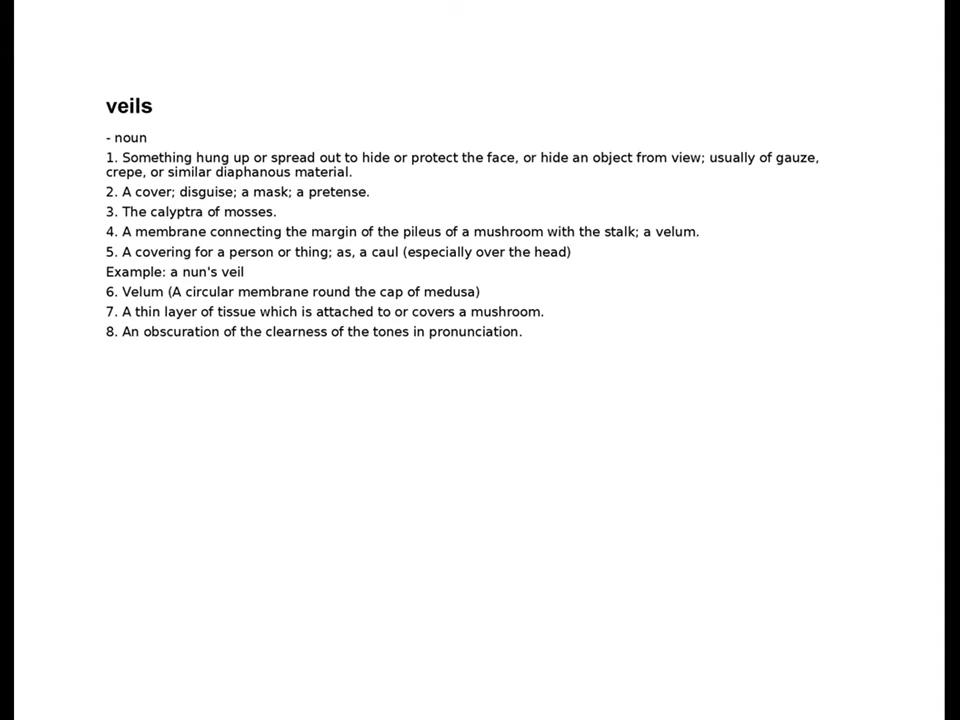 veils
- noun
1. Something hung up or spread out to hide or protect the face, or hide an object from view; usually of gauze,
crepe, or similar diaphanous material.
2. A cover; disguise; a mask; a pretense.
3. The calyptra of mosses.
4. A membrane connecting the margin of the pileus of a mushroom with the stalk; a velum.
5. A covering for a person or thing; as, a caul (especially over the head)
Example: a nun's veil
6. Velum (A circular membrane round the cap of medusa)
7. A thin layer of tissue which is attached to or covers a mushroom.
8. An obscuration of the clearness of the tones in pronunciation.